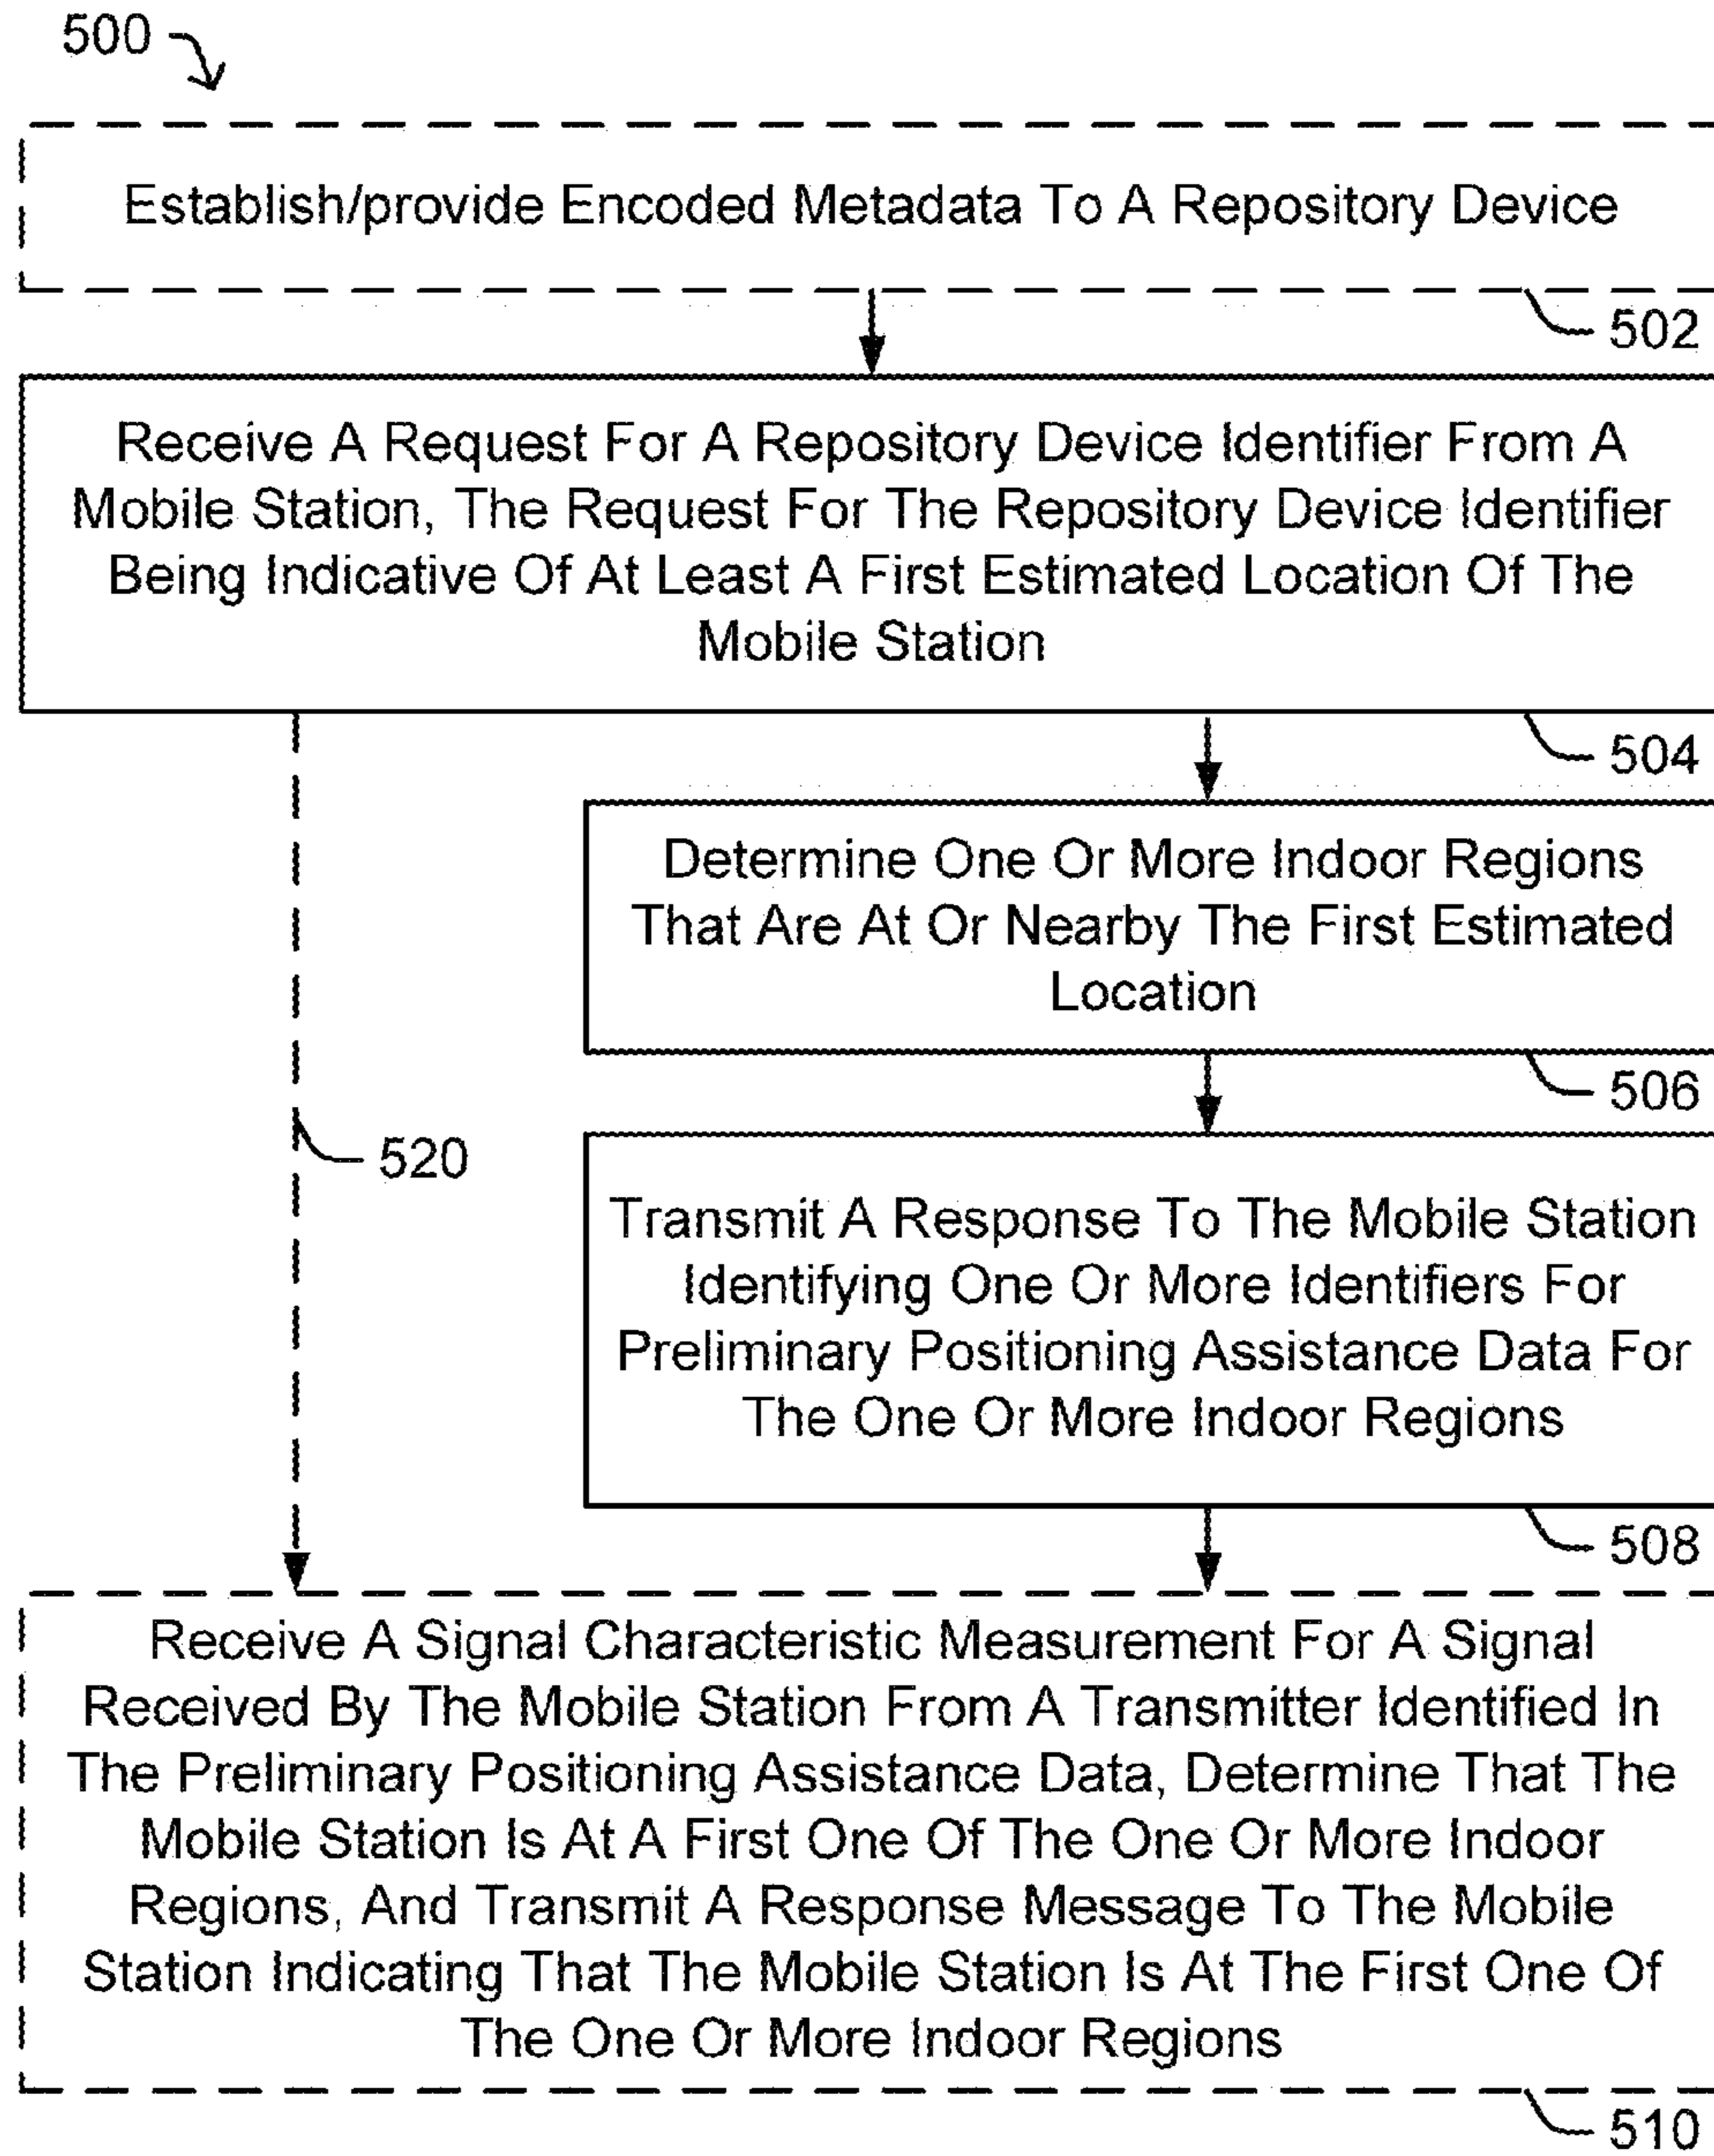 500
Establish/provide Encoded Metadata To A Repository Device
502
Receive A Request For A Repository Device Identifier From A
Mobile Station, The Request For The Repository Device Identifier
Being Indicative Of At Least A First Estimated Location Of The
Mobile Station
504
Determine One Or More Indoor Regions
That Are At Or Nearby The First Estimated
Location
506
520
Transmit A Response To The Mobile Station
Identifying One Or More Identifiers For
Preliminary Positioning Assistance Data For
The One Or More Indoor Regions
508
Receive A Signal Characteristic Measurement For A Signal
Received By The Mobile Station From A Transmitter Identified In
The Preliminary Positioning Assistance Data, Determine That The
Mobile Station Is At A First One Of The One Or More Indoor
Regions, And Transmit A Response Message To The Mobile
Station Indicating That The Mobile Station Is At The First One Of
The One Or More Indoor Regions
510